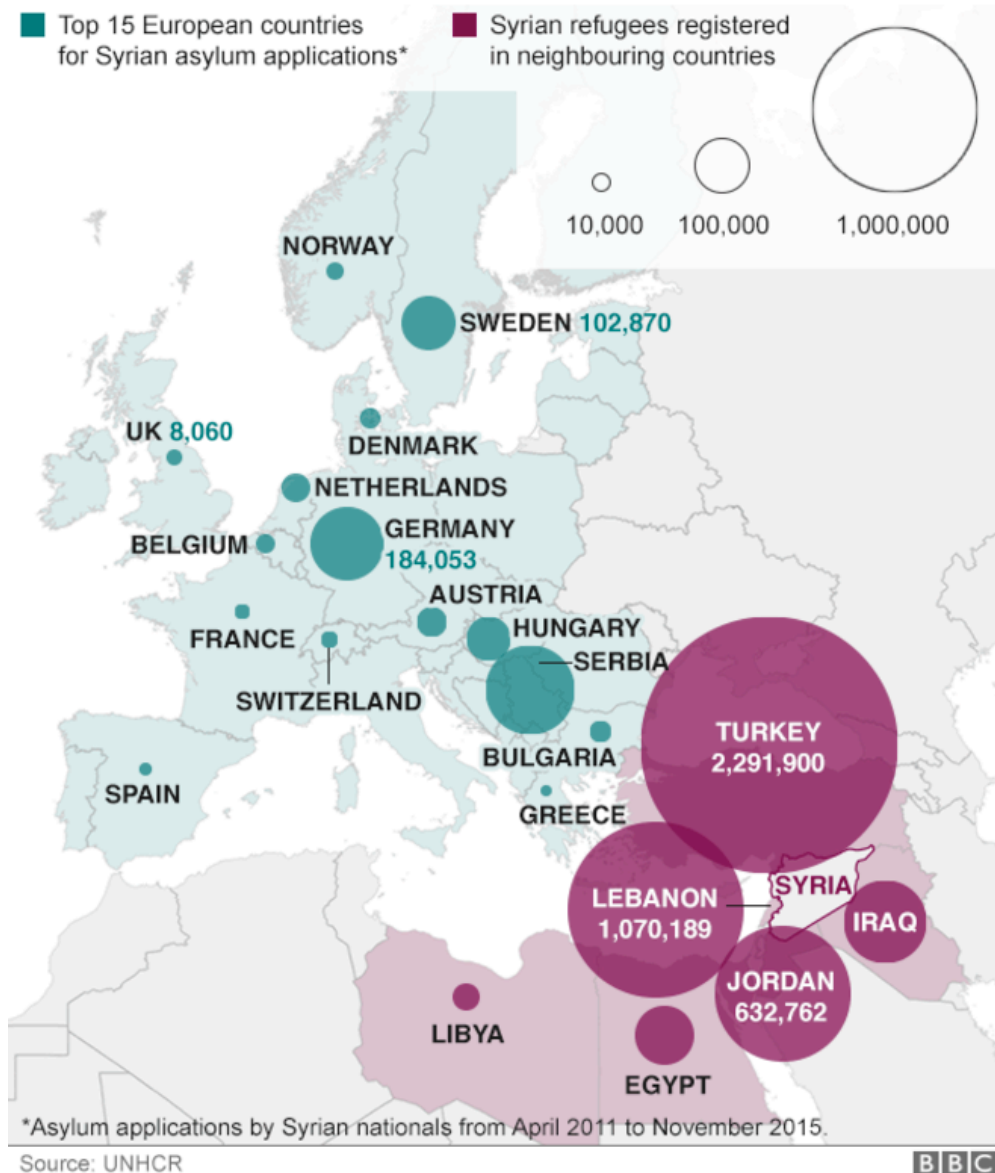 Top 15 European countries
for Syrian asylum applications*
Syrian refugees registered
in neighbouring countries
10,000
100,000
1,000,000
NORWAY
SWEDEN 102,870
UK 8,060
DENMARK
NETHERLANDS
GERMANY
184,053
BELGIUM
AUSTRIA
FRANCE
HUNGARY
SERBIA
SWITZERLAND
TURKEY
2,291,900
BULGARIA
SPAIN
GREECE
SYRIA
LEBANON
1,070,189
IRAQ
JORDAN
632,762
LIBYA
EGYPT
*Asylum applications by Syrian nationals from April 2011 to November 2015.
Source: UNHCR
BBC